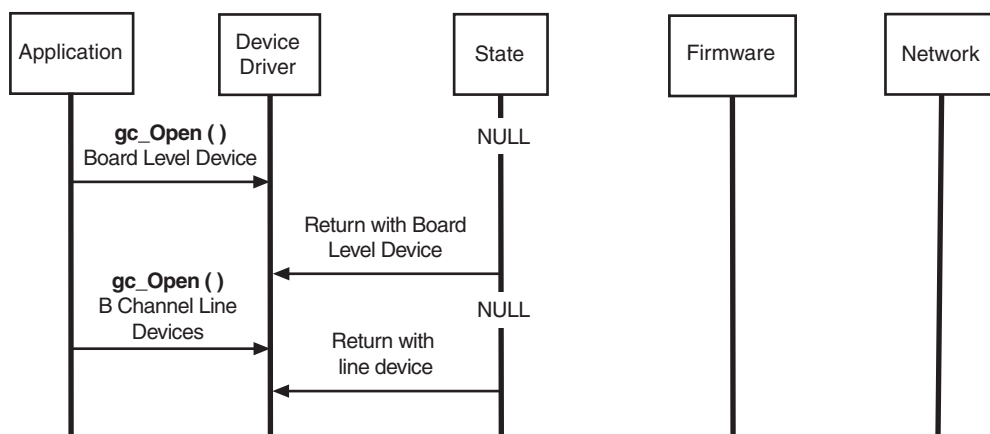 Application
Device
Driver
State
Firmware
Network
gc_Open ( )
Board Level Device
NULL
Return with Board
Level Device
gc_Open ( )
B Channel Line
Devices
NULL
Return with
line device